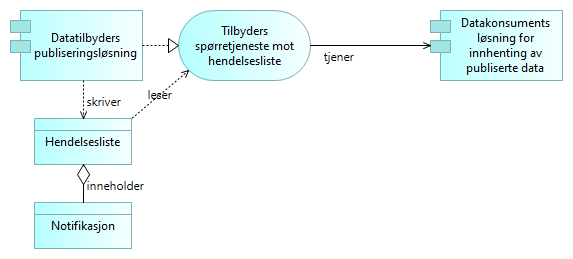 Datatilbyders
publiseringsløsning
Tilbyders
spørretjeneste mot
hendelsesliste
Datakonsuments
løsning for
innhenting av
publiserte data
tjener
skriver
leser
Hendelsesliste
inneholder
Notifikasjon